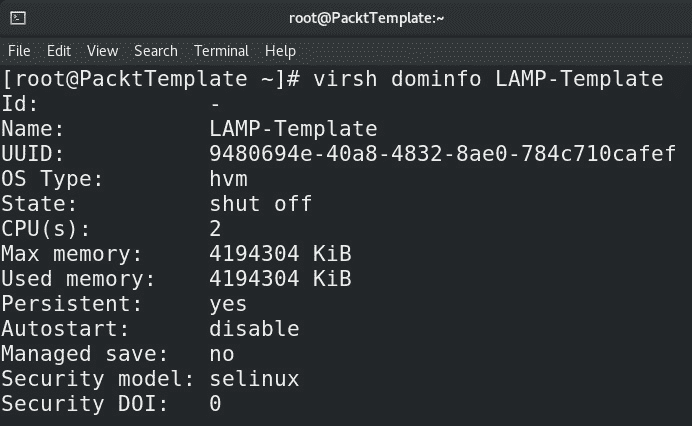 root@PacktTemplate:~
File Edit View Search Terminal Help
[root@PacktTemplate ~]# virsh dominfo LAMP-Template
Id: -
Name: LAMP-Template
UUID: 9480694e-40a8-4832-8ae0-784c710cafef
OS Type: hvm
State: shut off
CPU(s): 2
Max memory: 4194304 KiB
Used memory: 4194304 KiB
Persistent: yes
Autostart: disable
Managed save: no
Security model: selinux
Security DOI: 0